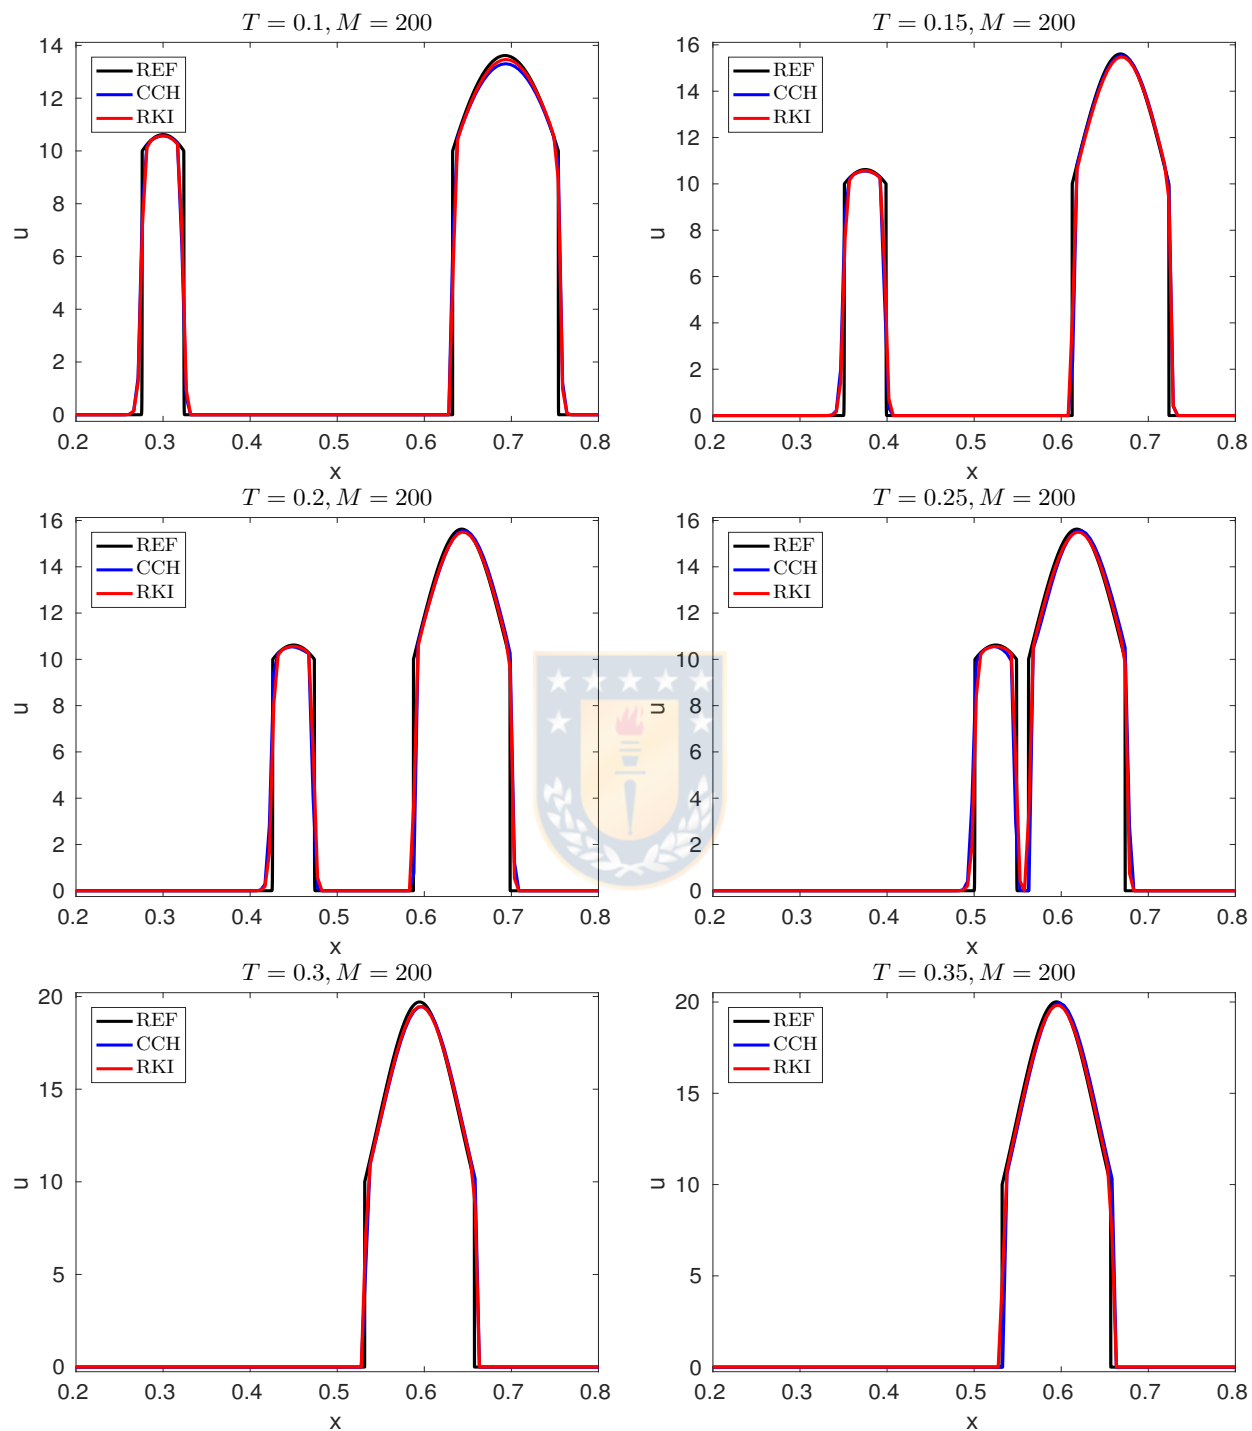 T = 0.1, M = 200
14
12
10
8
6
4
2
0
u
REF
CCH
RKI
0.2 0.3 0.4 0.5 0.6 0.7 0.8
x
T = 0.15, M = 200
16
14
12
10
8
6
4
2
0
u
REF
CCH
RKI
0.2 0.3 0.4 0.5 0.6 0.7 0.8
x
T = 0.2, M = 200
16
14
12
10
8
6
4
2
0
u
REF
CCH
RKI
0.2 0.3 0.4 0.5 0.6 0.7 0.8
x
T = 0.25, M = 200
16
14
12
10
8
6
4
2
0
u
REF
CCH
RKI
0.2 0.3 0.4 0.5 0.6 0.7 0.8
x
T = 0.3, M = 200
20
15
10
5
0
u
REF
CCH
RKI
0.2 0.3 0.4 0.5 0.6 0.7 0.8
x
T = 0.35, M = 200
20
15
10
5
0
u
REF
CCH
RKI
0.2 0.3 0.4 0.5 0.6 0.7 0.8
x